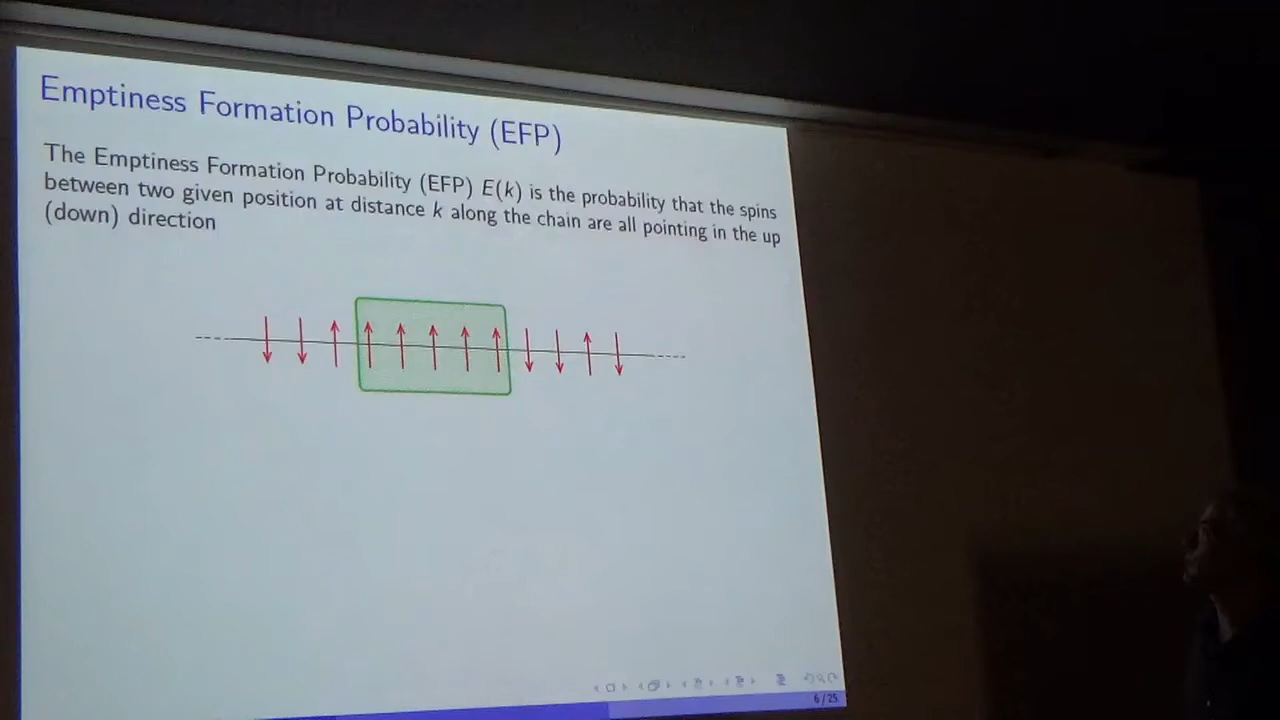 Emptiness Formation Probability (EFP)
The Emptiness Formation Probability (EFP) E(k) is the probability that the spins
between two given position at distance k along the chain are all pointing in the up
(down) direction
6/25